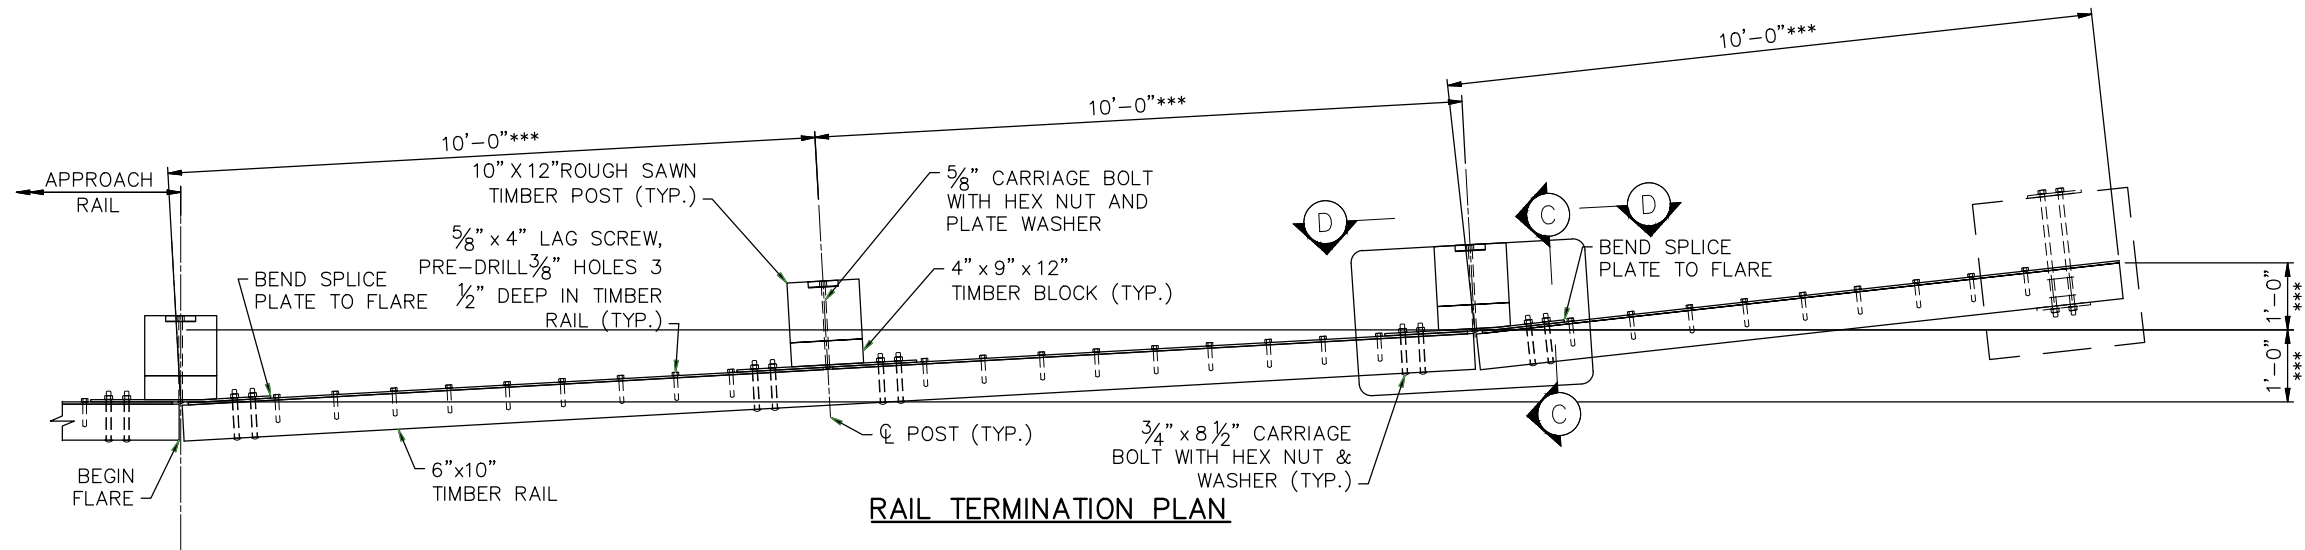 10'-0"***
10'-0"***
10'-0"***
APPROACH
RAIL
10" X 12"ROUGH SAWN
TIMBER POST (TYP.)
5/8" CARRIAGE BOLT
WITH HEX NUT AND
PLATE WASHER
5/8" x 4" LAG SCREW,
PRE-DRILL 3/8" HOLES 3
1/2" DEEP IN TIMBER
RAIL (TYP.)
BEND SPLICE
PLATE TO FLARE
4" x 9" x 12"
TIMBER BLOCK (TYP.)
D
C
D
BEND SPLICE
PLATE TO FLARE
1'-0"
***
1'-0"
***
C
℄ POST (TYP.)
3/4" x 8 1/2" CARRIAGE
BOLT WITH HEX NUT &
WASHER (TYP.)
BEGIN
FLARE
6"x10"
TIMBER RAIL
RAIL TERMINATION PLAN